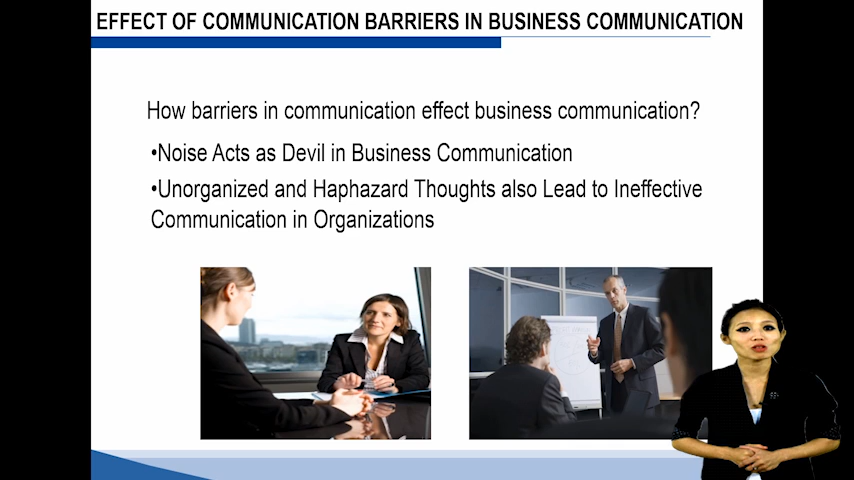 EFFECT OF COMMUNICATION BARRIERS IN BUSINESS COMMUNICATION
How barriers in communication effect business communication?
•Noise Acts as Devil in Business Communication
•Unorganized and Haphazard Thoughts also Lead to Ineffective
Communication in Organizations